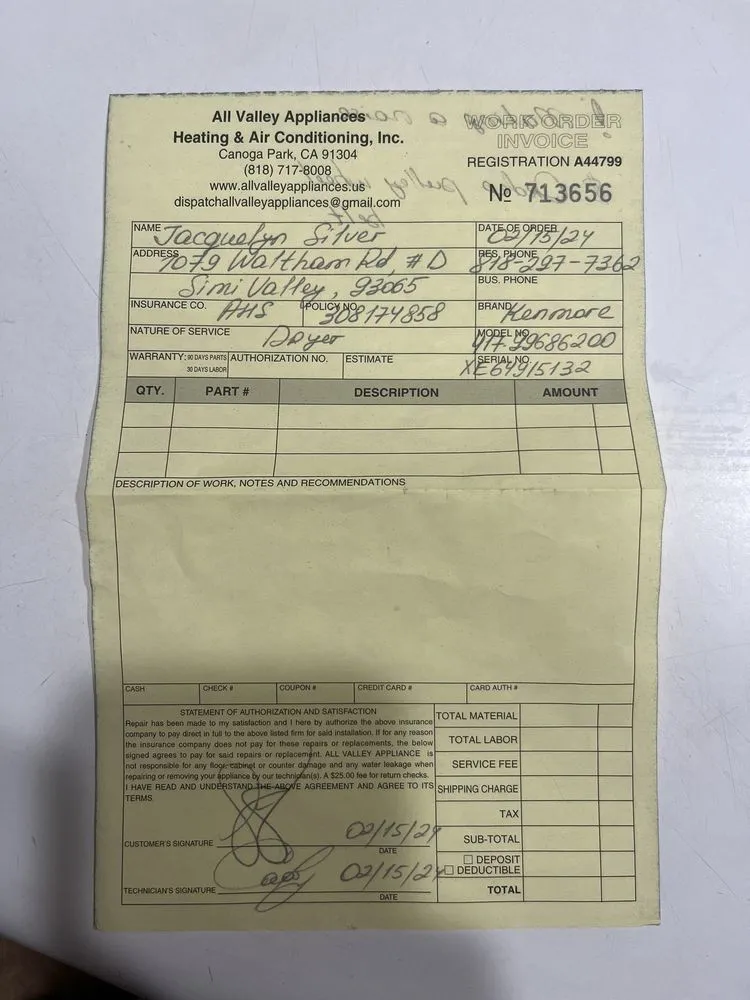 All Valley Appliances
Heating & Air Conditioning, Inc.
Canoga Park, CA 91304
(818) 717-8008
www.allvalleyappliances.us
dispatchallvalleyappliances@gmail.com
WORK ORDER
INVOICE
REGISTRATION A44799
№ 713656
NAME Jacquelyn Silver
DATE OF ORDER 02/15/24
ADDRESS 1079 Waltham Rd, # D
RES. PHONE 818-297-7362
Simi Valley, 93065
BUS. PHONE
INSURANCE CO. AHS
POLICY NO. 308174858
BRAND Kenmore
NATURE OF SERVICE Dryer
MODEL NO. 417.99686200
WARRANTY: 90 DAYS PARTS
30 DAYS LABOR
AUTHORIZATION NO.
ESTIMATE
SERIAL NO. XE64915132
QTY. PART # DESCRIPTION AMOUNT
DESCRIPTION OF WORK, NOTES AND RECOMMENDATIONS
CASH CHECK # COUPON # CREDIT CARD # CARD AUTH #
STATEMENT OF AUTHORIZATION AND SATISFACTION
Repair has been made to my satisfaction and I here by authorize the above insurance
company to pay direct in full to the above listed firm for said installation. If for any reason
the insurance company does not pay for these repairs or replacements, the below
signed agrees to pay for said repairs or replacement. ALL VALLEY APPLIANCE is
not responsible for any floor, cabinet or counter damage and any water leakage when
repairing or removing your appliance by our technician(s). A $25.00 fee for return checks.
I HAVE READ AND UNDERSTAND THE ABOVE AGREEMENT AND AGREE TO ITS
TERMS.
CUSTOMER'S SIGNATURE 02/15/24
DATE
TECHNICIAN'S SIGNATURE 02/15/24
DATE
TOTAL MATERIAL
TOTAL LABOR
SERVICE FEE
SHIPPING CHARGE
TAX
SUB-TOTAL
☐ DEPOSIT
☐ DEDUCTIBLE
TOTAL